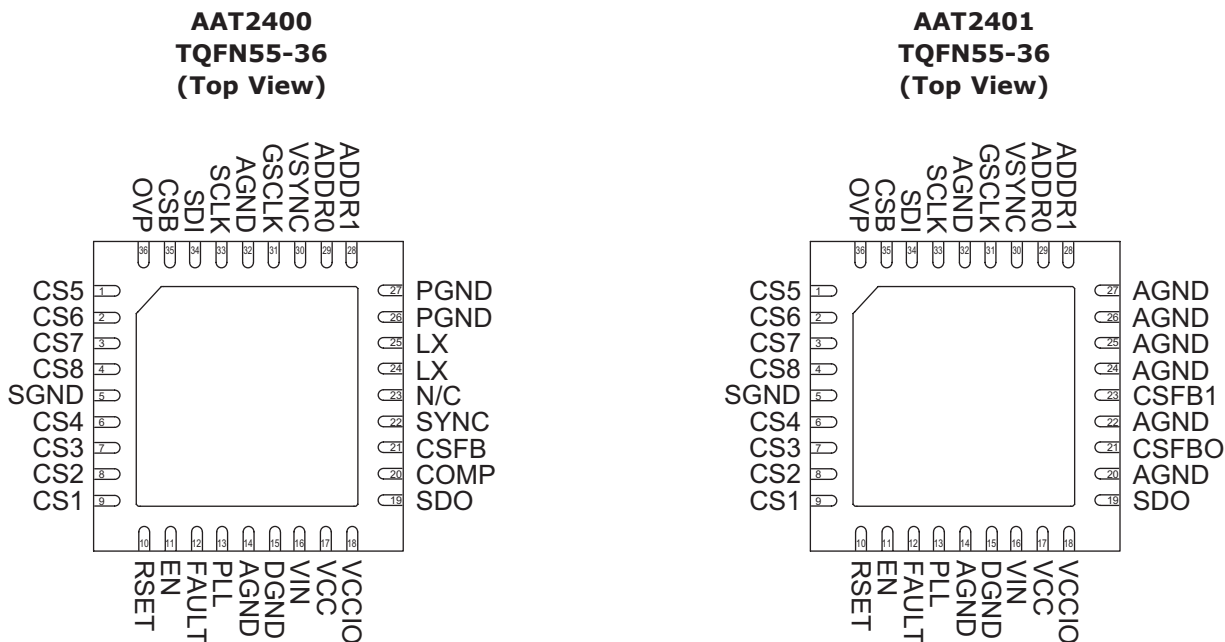 AAT2400
TQFN55-36
(Top View)
OVP
CSB
SDI
SCLK
AGND
GSCLK
VSYNC
ADDR0
ADDR1
36
35
34
33
32
31
30
29
28
CS5 1
CS6 2
CS7 3
CS8 4
SGND 5
CS4 6
CS3 7
CS2 8
CS1 9
27 PGND
26 PGND
25 LX
24 LX
23 N/C
22 SYNC
21 CSFB
20 COMP
19 SDO
10
11
12
13
14
15
16
17
18
RSET
EN
FAULT
PLL
AGND
DGND
VIN
VCC
VCCIO
AAT2401
TQFN55-36
(Top View)
OVP
CSB
SDI
SCLK
AGND
GSCLK
VSYNC
ADDR0
ADDR1
36
35
34
33
32
31
30
29
28
CS5 1
CS6 2
CS7 3
CS8 4
SGND 5
CS4 6
CS3 7
CS2 8
CS1 9
27 AGND
26 AGND
25 AGND
24 AGND
23 CSFB1
22 AGND
21 CSFBO
20 AGND
19 SDO
10
11
12
13
14
15
16
17
18
RSET
EN
FAULT
PLL
AGND
DGND
VIN
VCC
VCCIO